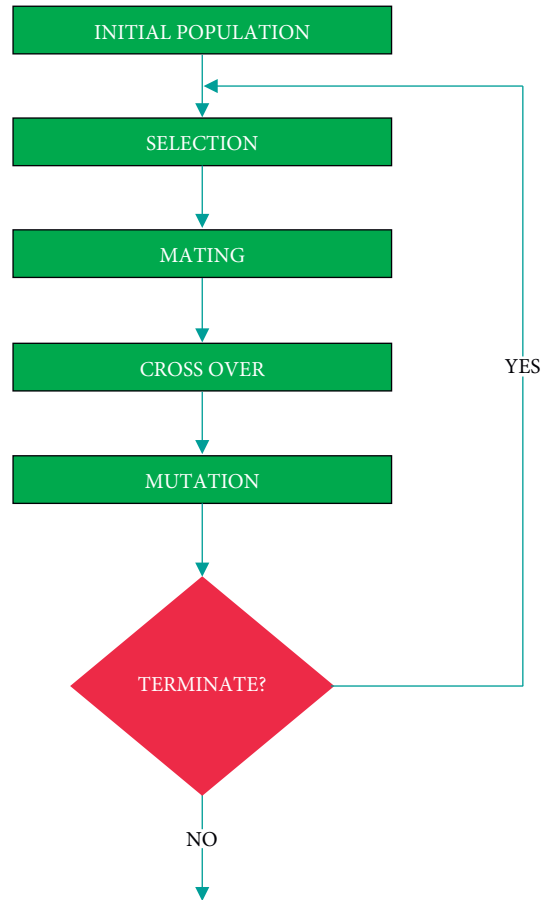 INITIAL POPULATION
SELECTION
MATING
CROSS OVER
YES
MUTATION
TERMINATE?
NO